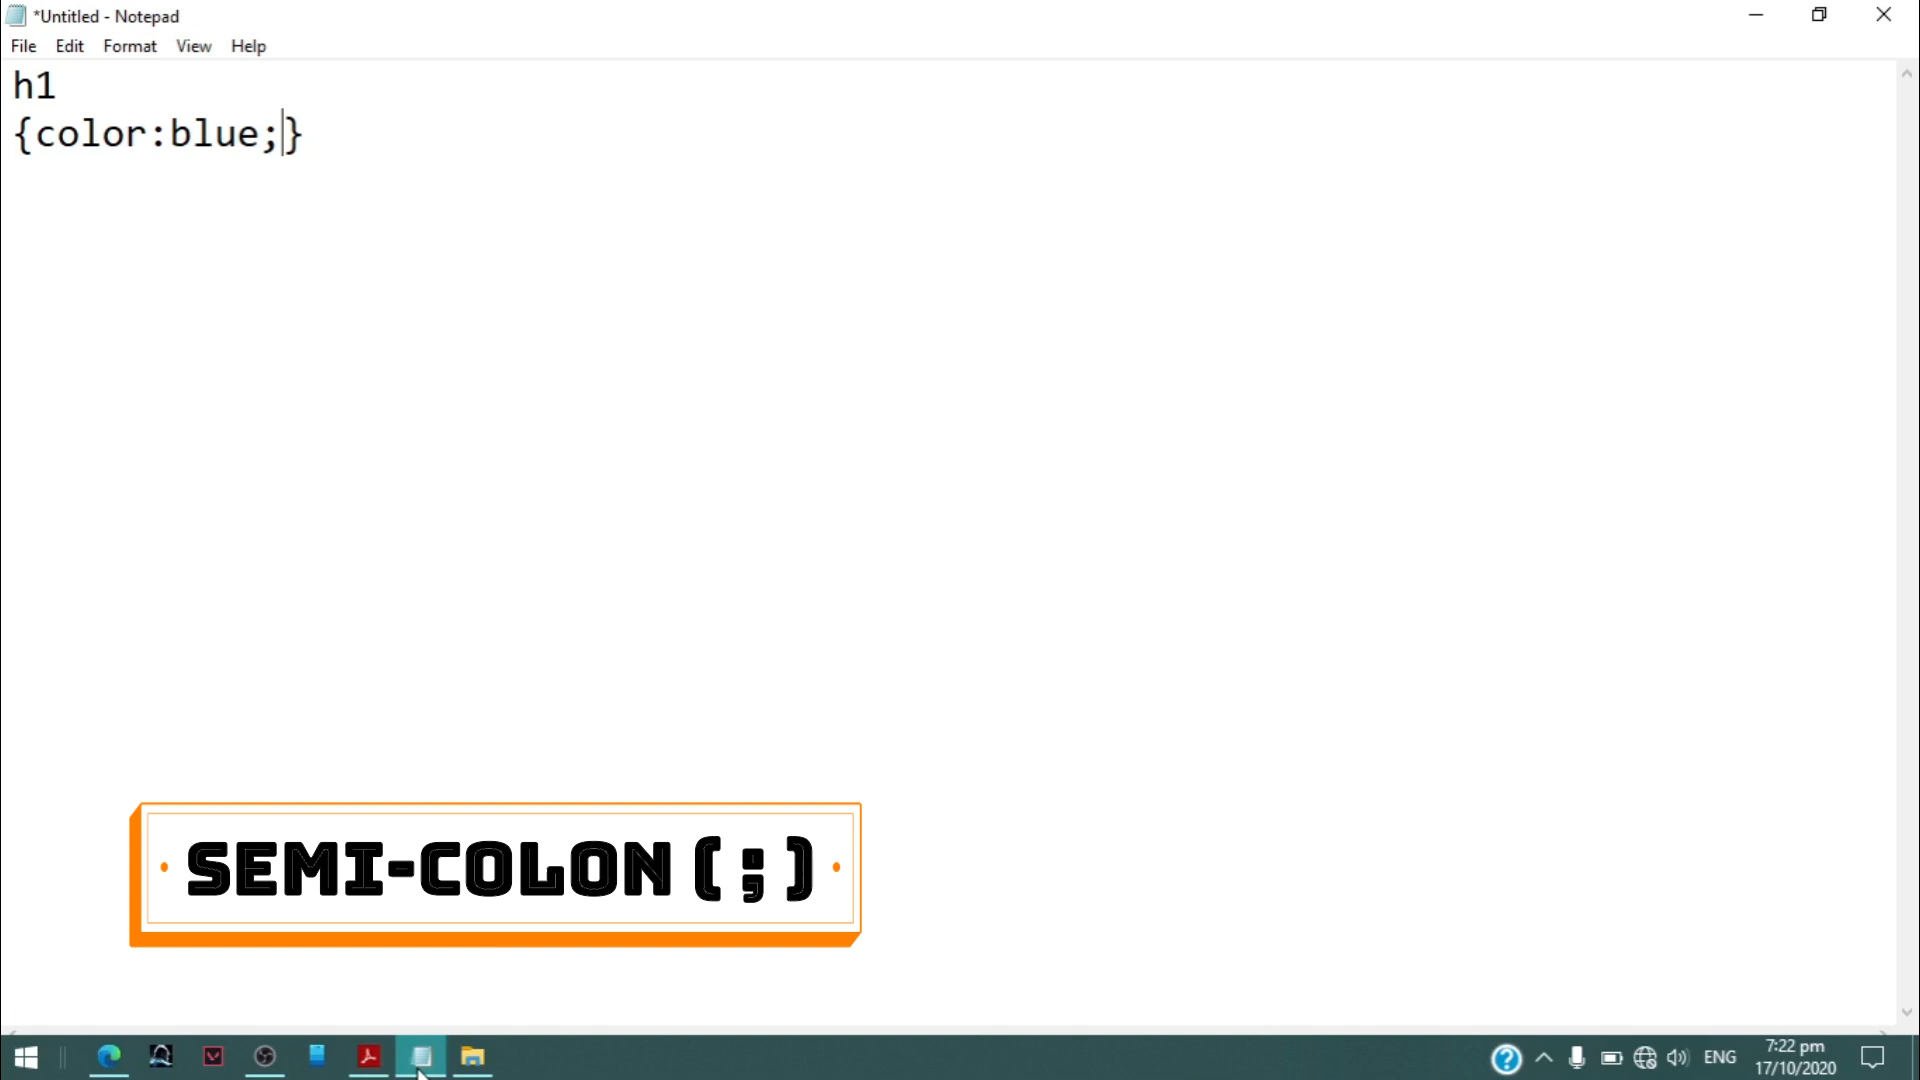 *Untitled - Notepad
File Edit Format View Help
h1
{color:blue;}
SEMI-COLON ( ; )
ENG
7:22 pm
17/10/2020